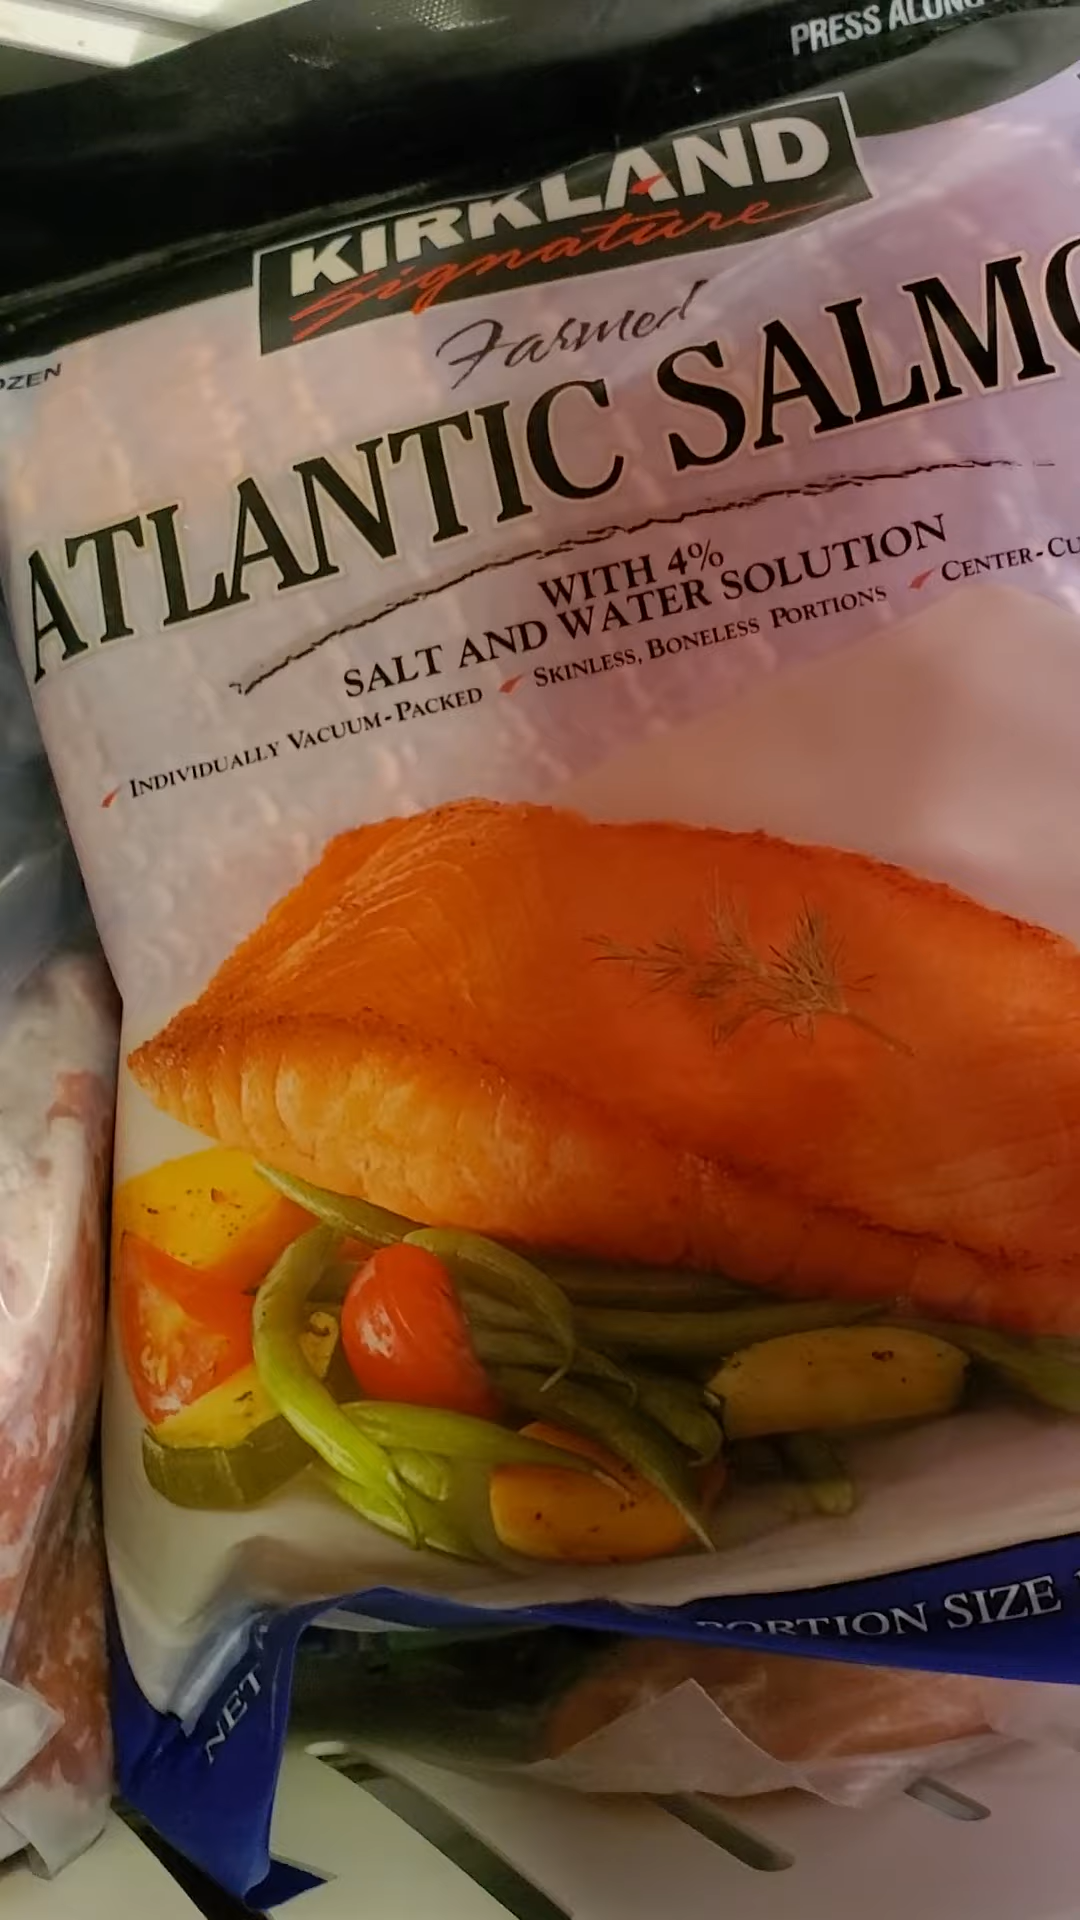 PRESS ALONG
KIRKLAND
Signature
Farmed
OZEN
ATLANTIC SALMO
WITH 4%
SALT AND WATER SOLUTION
INDIVIDUALLY VACUUM-PACKED SKINLESS, BONELESS PORTIONS CENTER-CU
PORTION SIZE
NET